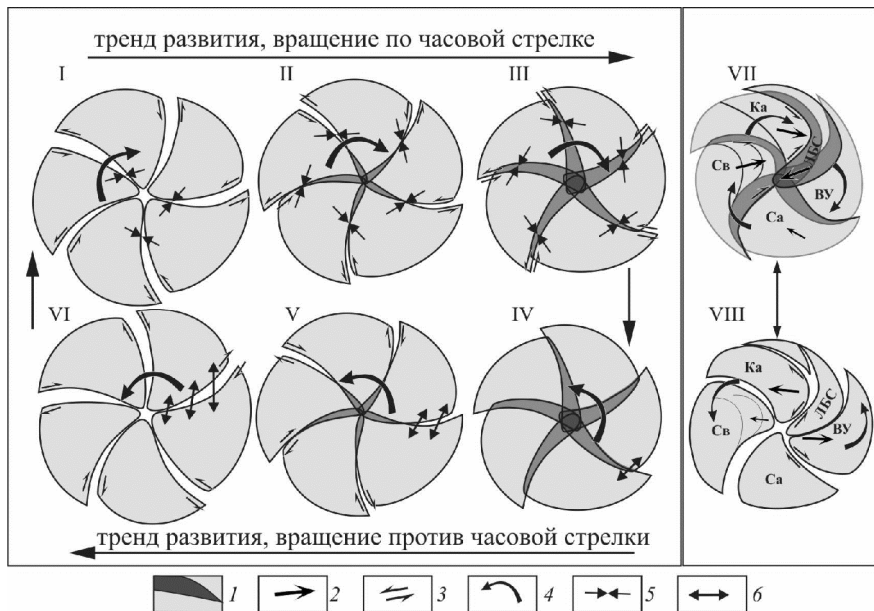 тренд развития, вращение по часовой стрелке
I
II
III
VI
V
IV
тренд развития, вращение против часовой стрелки
VII
Ка
Св
ЛБС
ВУ
Са
VIII
Ка
ЛБС
Св
ВУ
Са
1
2
3
4
5
6